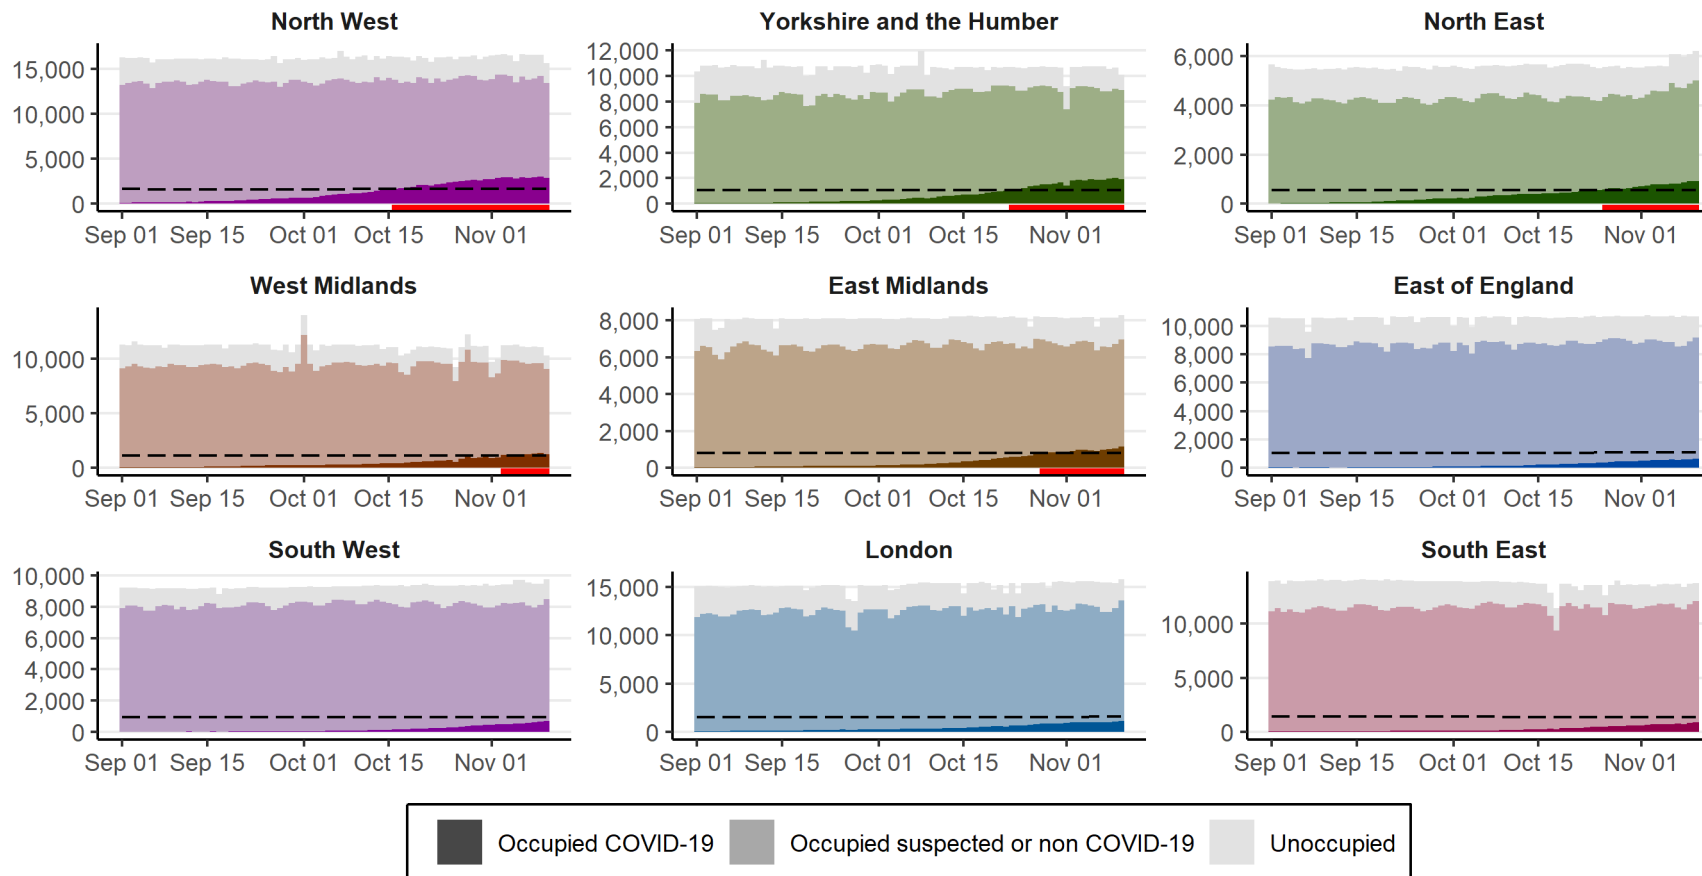 North West
Yorkshire and the Humber
North East
15,000
10,000
5,000
0
Sep 01 Sep 15 Oct 01 Oct 15 Nov 01
12,000
10,000
8,000
6,000
4,000
2,000
0
Sep 01 Sep 15 Oct 01 Oct 15 Nov 01
6,000
4,000
2,000
0
Sep 01 Sep 15 Oct 01 Oct 15 Nov 01
West Midlands
East Midlands
East of England
10,000
5,000
0
Sep 01 Sep 15 Oct 01 Oct 15 Nov 01
8,000
6,000
4,000
2,000
0
Sep 01 Sep 15 Oct 01 Oct 15 Nov 01
10,000
8,000
6,000
4,000
2,000
0
Sep 01 Sep 15 Oct 01 Oct 15 Nov 01
South West
London
South East
10,000
8,000
6,000
4,000
2,000
0
Sep 01 Sep 15 Oct 01 Oct 15 Nov 01
15,000
10,000
5,000
0
Sep 01 Sep 15 Oct 01 Oct 15 Nov 01
10,000
5,000
0
Sep 01 Sep 15 Oct 01 Oct 15 Nov 01
Occupied COVID-19 Occupied suspected or non COVID-19 Unoccupied